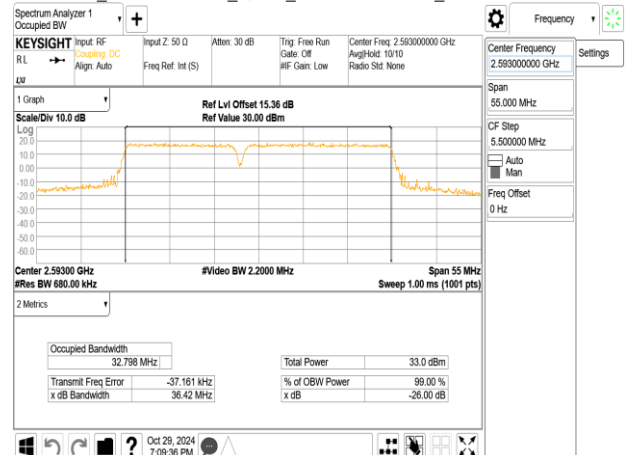 Spectrum Analyzer 1
Occupied BW
Frequency
KEYSIGHT
Input: RF
Coupling: DC
Align: Auto
Input Z: 50 Ω
Freq Ref: Int (S)
Atten: 30 dB
Trig: Free Run
Gate: Off
#IF Gain: Low
Center Freq: 2.593000000 GHz
Avg|Hold: 10/10
Radio Std: None
R L
LXI
1 Graph
Scale/Div 10.0 dB
Ref Lvl Offset 15.36 dB
Ref Value 30.00 dBm
Log
20.0
10.0
0.00
-10.0
-20.0
-30.0
-40.0
-50.0
-60.0
Center 2.59300 GHz
#Video BW 2.2000 MHz
Span 55 MHz
#Res BW 680.00 kHz
Sweep 1.00 ms (1001 pts)
2 Metrics
Occupied Bandwidth
32.798 MHz
Total Power 33.0 dBm
Transmit Freq Error -37.161 kHz
% of OBW Power 99.00 %
x dB Bandwidth 36.42 MHz
x dB -26.00 dB
Center Frequency
2.593000000 GHz
Settings
Span
55.000 MHz
CF Step
5.500000 MHz
Auto
Man
Freq Offset
0 Hz
?
Oct 29, 2024
7:09:36 PM